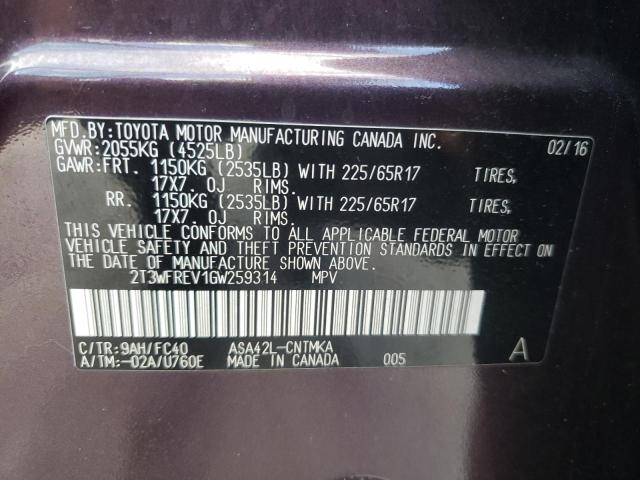 MFD.BY:TOYOTA MOTOR MANUFACTURING CANADA INC.
GVWR:2055KG (4525LB) 02/16
GAWR:FRT. 1150KG (2535LB) WITH 225/65R17 TIRES,
17X7. OJ RIMS.
RR. 1150KG (2535LB) WITH 225/65R17 TIRES,
17X7. OJ RIMS.
THIS VEHICLE CONFORMS TO ALL APPLICABLE FEDERAL MOTOR
VEHICLE SAFETY AND THEFT PREVENTION STANDARDS IN EFFECT ON
THE DATE OF MANUFACTURE SHOWN ABOVE.
2T3WFREV1GW259314 MPV
C/TR:9AH/FC40 ASA42L-CNTMKA
A/TM:-02A/U760E MADE IN CANADA 005 A